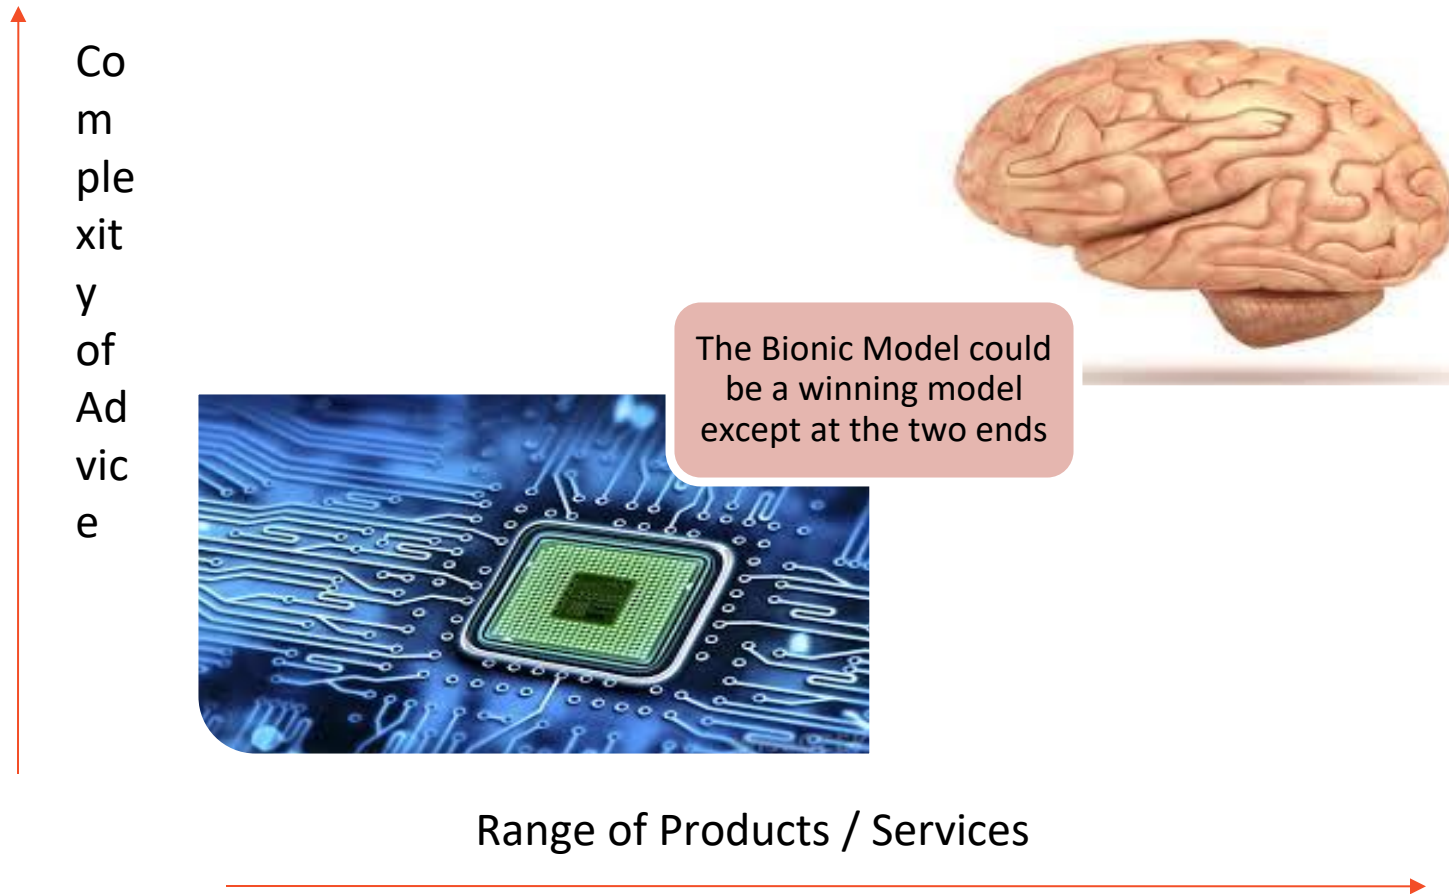 Co
m
ple
xit
y
of
Ad
vic
e
The Bionic Model could
be a winning model
except at the two ends
Range of Products / Services